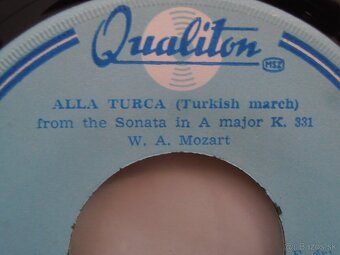 Qualiton
MSZ
ALLA TURCA (Turkish march)
from the Sonata in A major K. 331
W. A. Mozart